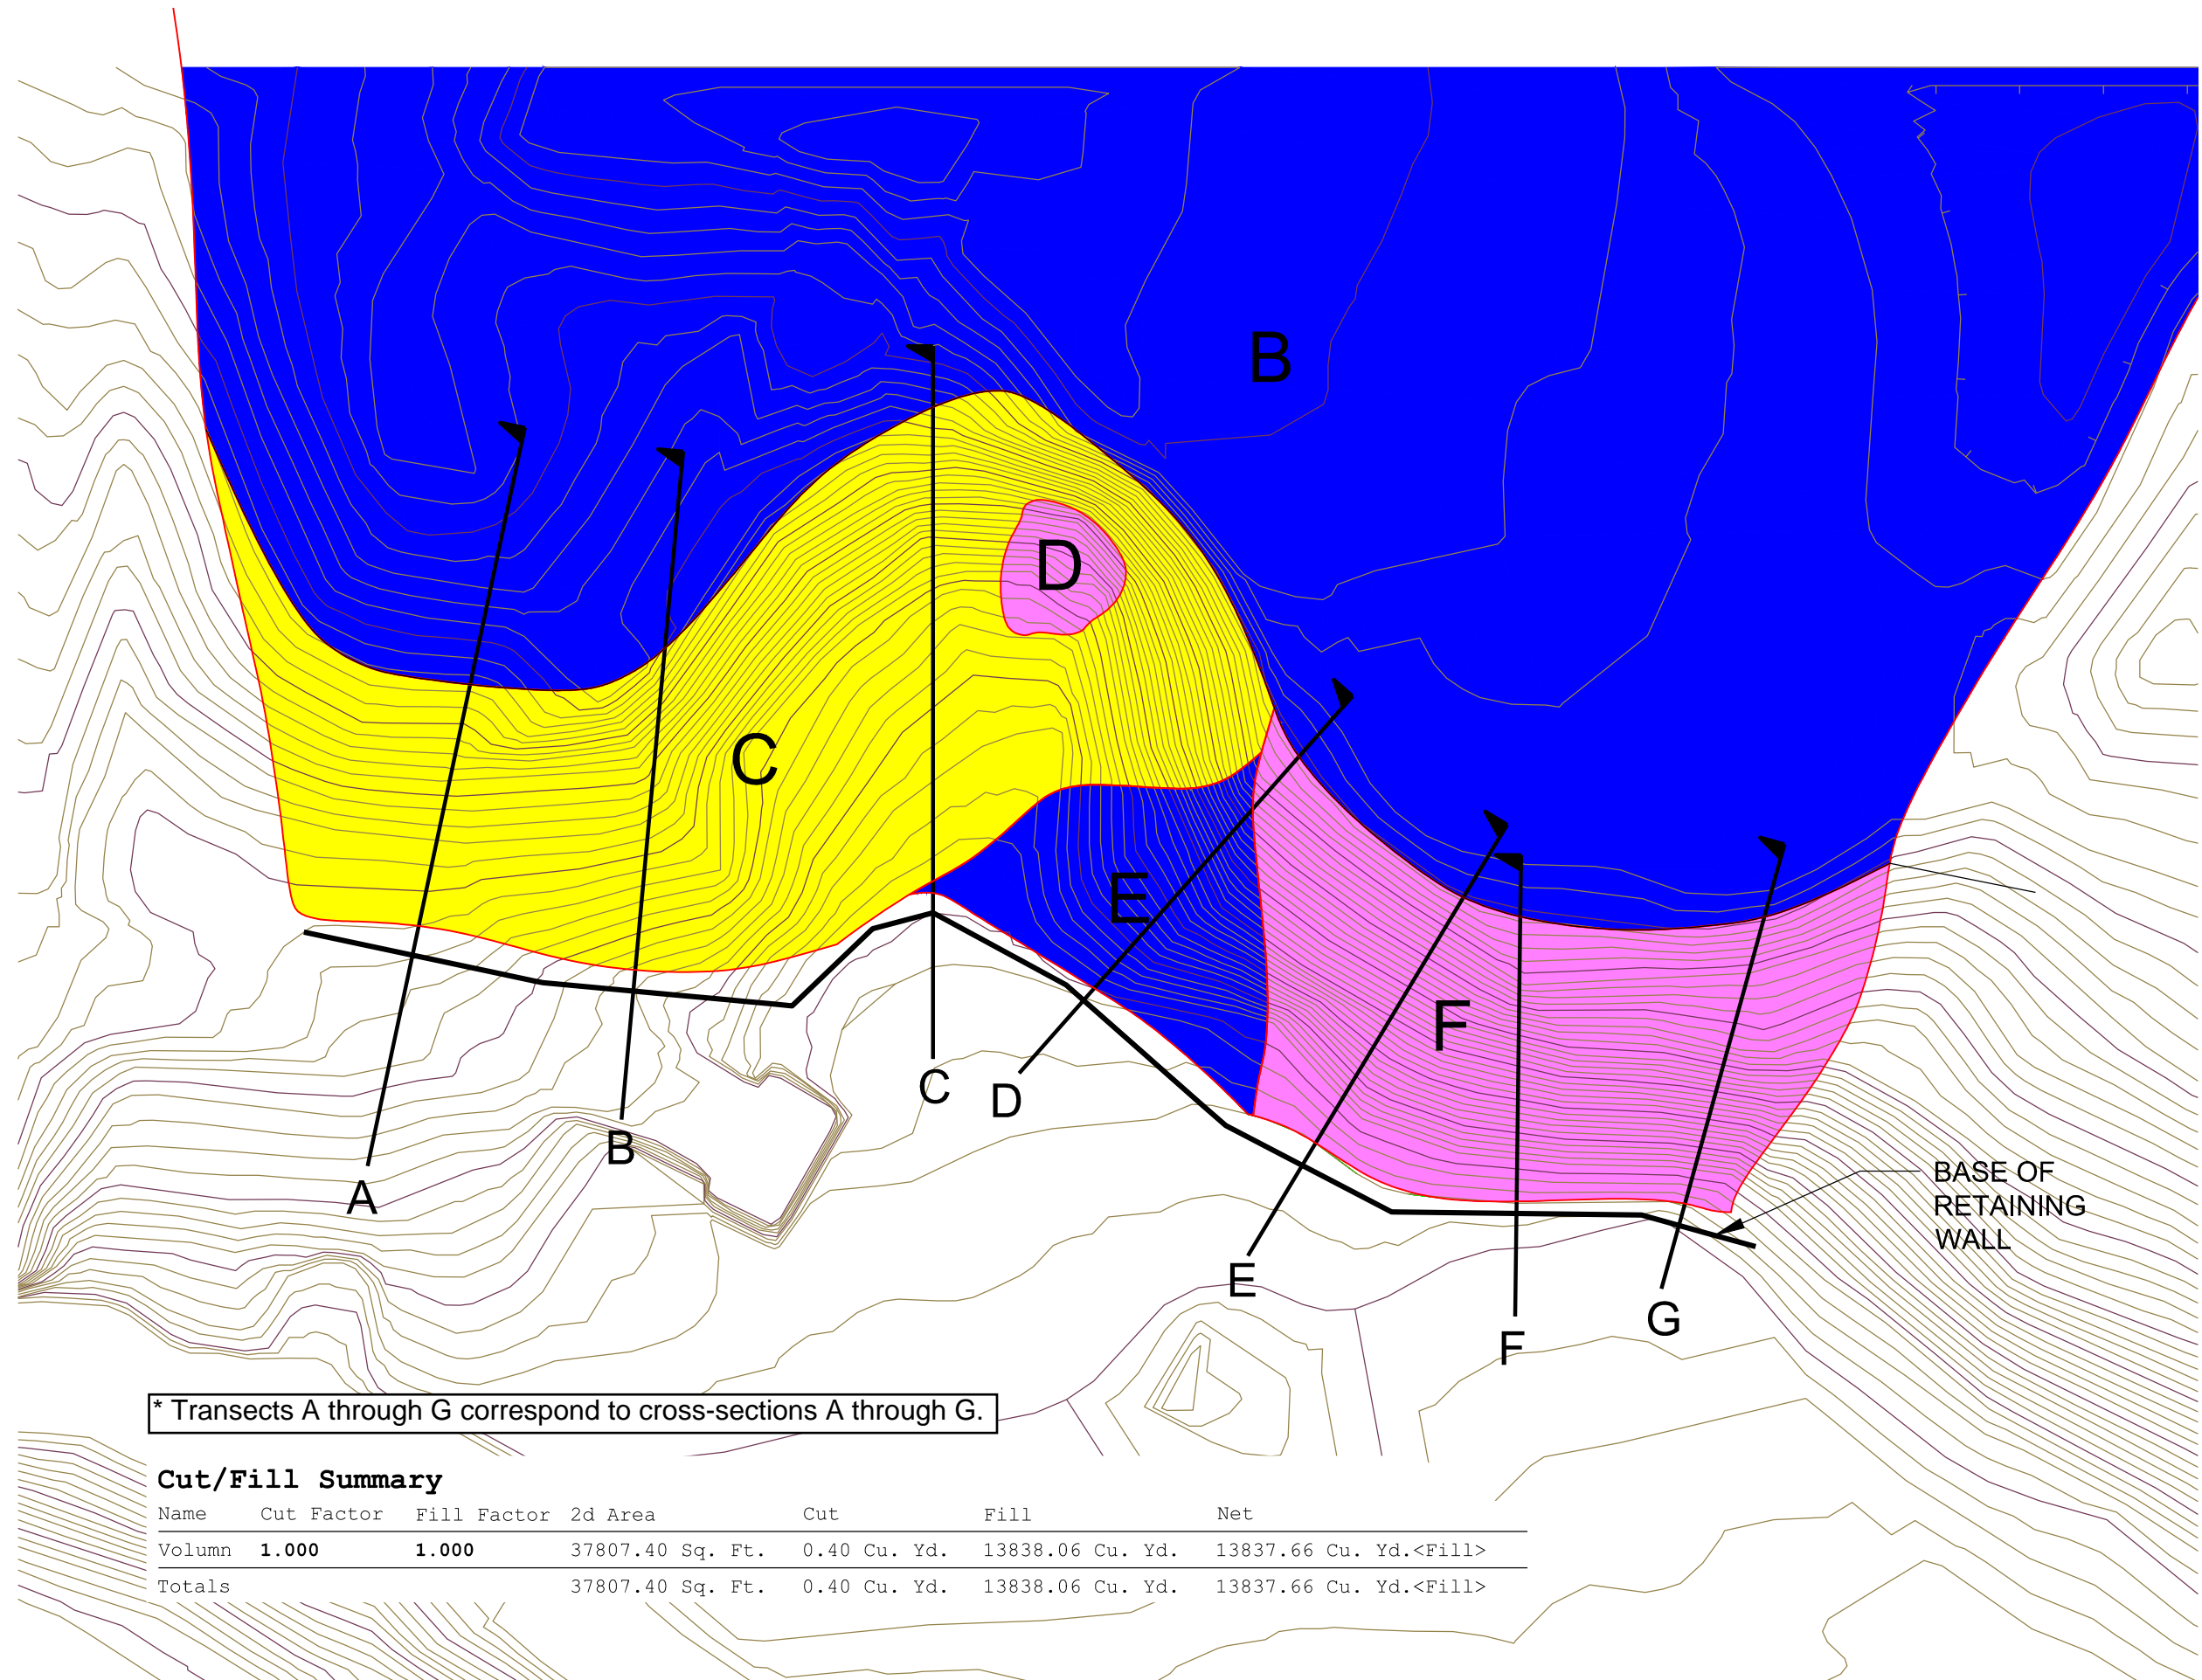 B
D
C
E
F
C
D
B
A
E
G
F
BASE OF
RETAINING
WALL
* Transects A through G correspond to cross-sections A through G.
Cut/Fill Summary
Name Cut Factor Fill Factor 2d Area Cut Fill Net
Volumn 1.000 1.000 37807.40 Sq. Ft. 0.40 Cu. Yd. 13838.06 Cu. Yd. 13837.66 Cu. Yd.<Fill>
Totals 37807.40 Sq. Ft. 0.40 Cu. Yd. 13838.06 Cu. Yd. 13837.66 Cu. Yd.<Fill>